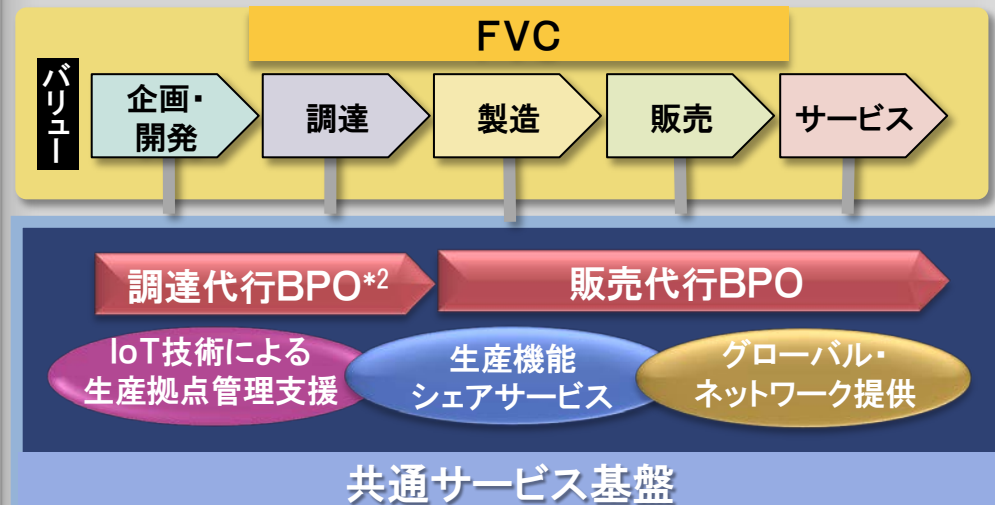 FVC
バリュー
企画・
開発
調達
製造
販売
サービス
調達代行BPO*2
販売代行BPO
IoT技術による
生産拠点管理支援
生産機能
シェアサービス
グローバル・
ネットワーク提供
共通サービス基盤